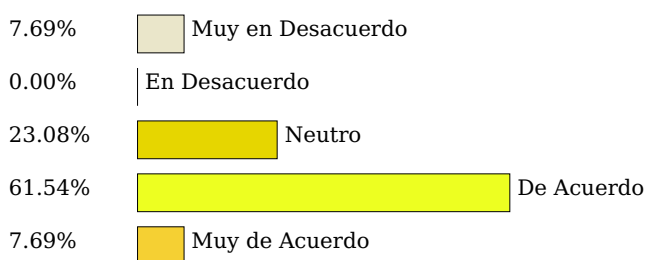 7.69% Muy en Desacuerdo
0.00% En Desacuerdo
23.08% Neutro
61.54% De Acuerdo
7.69% Muy de Acuerdo